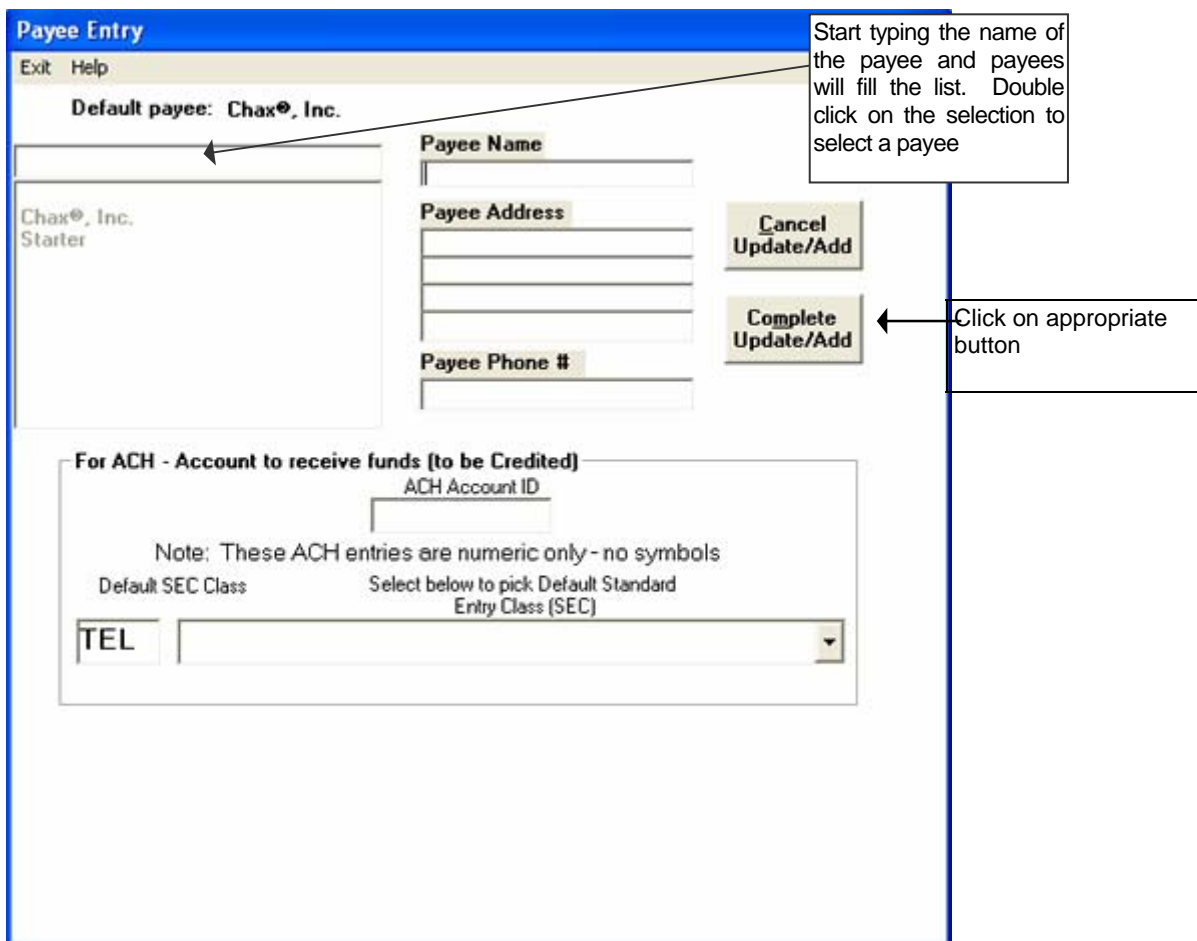 Payee Entry
Start typing the name of
the payee and payees
will fill the list. Double
click on the selection to
select a payee
Exit Help
Default payee: Chax®, Inc.
Payee Name
Chax®, Inc.
Starter
Payee Address
Cancel
Update/Add
Complete
Update/Add
Click on appropriate
button
Payee Phone #
For ACH - Account to receive funds (to be Credited)
ACH Account ID
Note: These ACH entries are numeric only - no symbols
Default SEC Class
Select below to pick Default Standard
Entry Class (SEC)
TEL